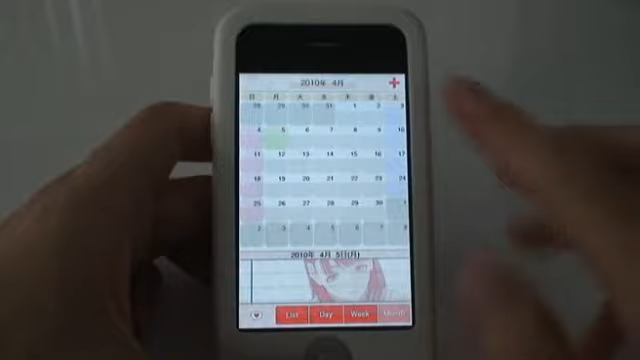 2010年 4月 +
日 月 火 水 木 金 土
28 29 30 31 1 2 3
4 5 6 7 8 9 10
11 12 13 14 15 16 17
18 19 20 21 22 23 24
25 26 27 28 29 30 1
2 3 4 5 6 7 8
2010年 4月 5日(月)
List Day Week Month